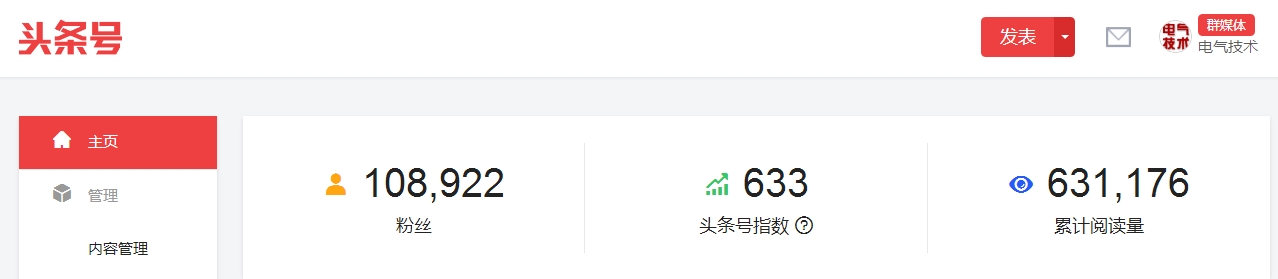 头条号
发表
电气
技术
群媒体
电气技术
主页
管理
内容管理
108,922
粉丝
633
头条号指数
631,176
累计阅读量